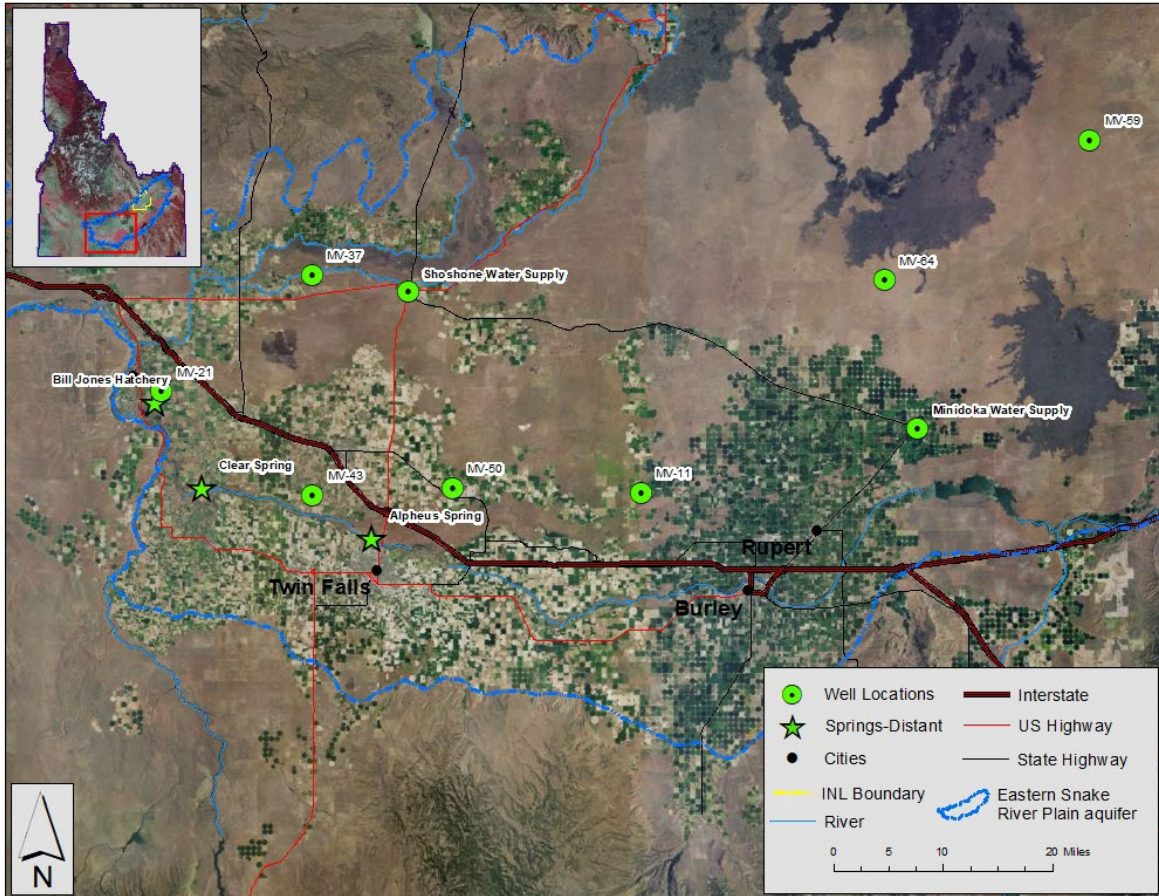 MV-59
MV-37
MV-64
Shoshone Water Supply
MV-21
Bill Jones Hatchery
Minidoka Water Supply
Clear Spring
MV-43
MV-50
MV-11
Alpheus Spring
Rupert
Twin Falls
Burley
Well Locations
Springs-Distant
Cities
INL Boundary
River
Interstate
US Highway
State Highway
Eastern Snake
River Plain aquifer
0 5 10 20 Miles
N